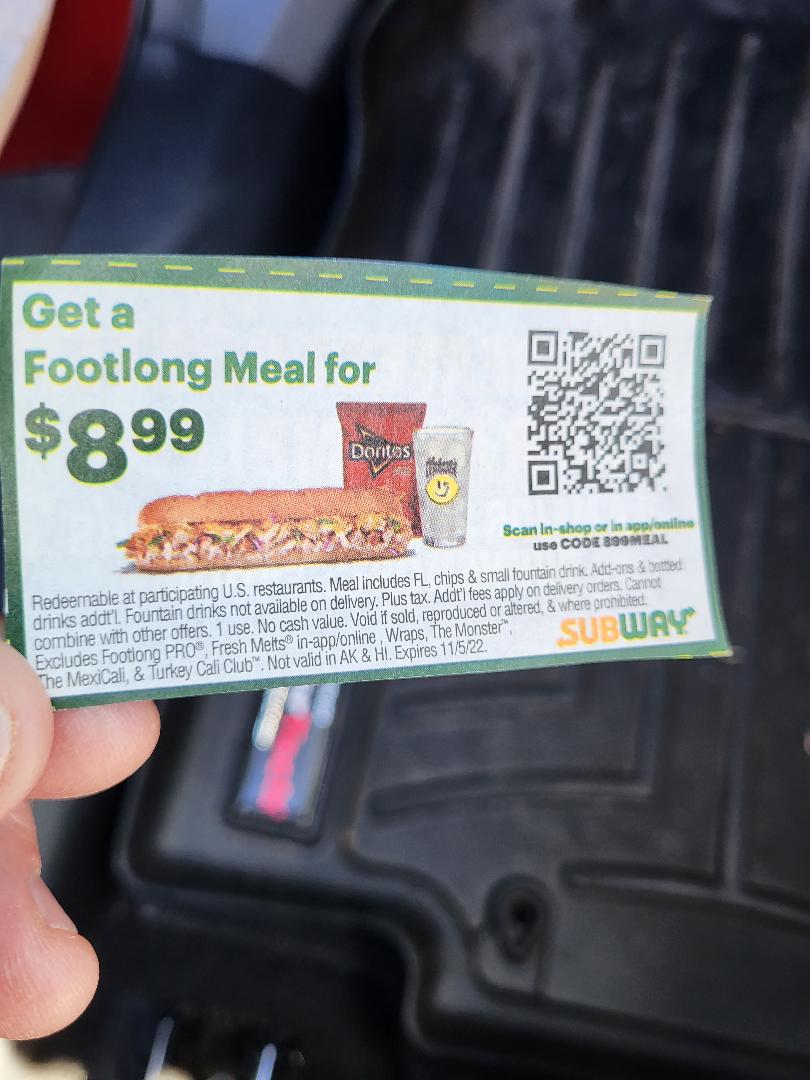 Get a
Footlong Meal for
$8⁹⁹
Doritos
Scan in-shop or in app/online
use CODE 899MEAL
Redeemable at participating U.S. restaurants. Meal includes FL, chips & small fountain drink. Add-ons & bottled
drinks addt'l. Fountain drinks not available on delivery. Plus tax. Addt'l fees apply on delivery orders. Cannot
combine with other offers. 1 use. No cash value. Void if sold, reproduced or altered, & where prohibited.
Excludes Footlong PRO®, Fresh Melts® in-app/online , Wraps, The Monster™,
The MexiCali, & Turkey Cali Club™. Not valid in AK & HI. Expires 11/5/22.
SUBWAY